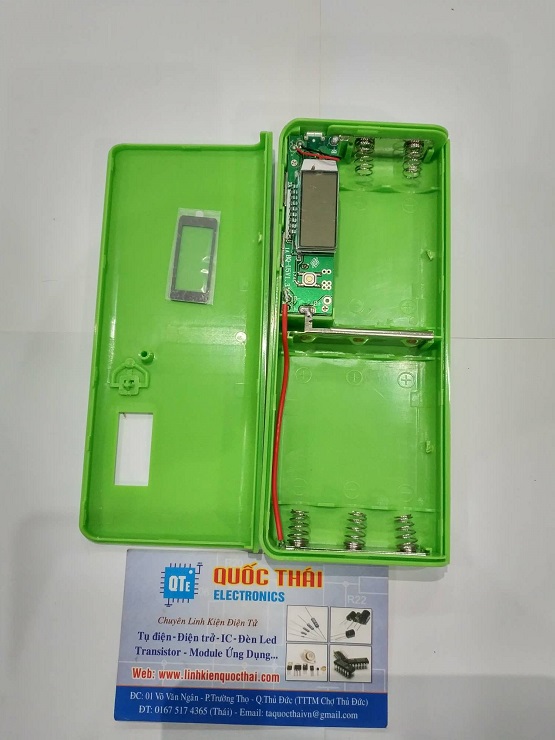 QTE
QUỐC THÁI
ELECTRONICS
Chuyên Linh Kiện Điện Tử
Tụ điện-Điện trở-IC-Đèn Led
Transistor - Module Ứng Dụng...
Web: www.linhkienquocthai.com
R22
ĐC: 01 Võ Văn Ngân - P.Trường Thọ - Q.Thủ Đức (TTTM Chợ Thủ Đức)
ĐT: 0167 517 4365 (Thái) - Email: taquocthaivn@gmail.com